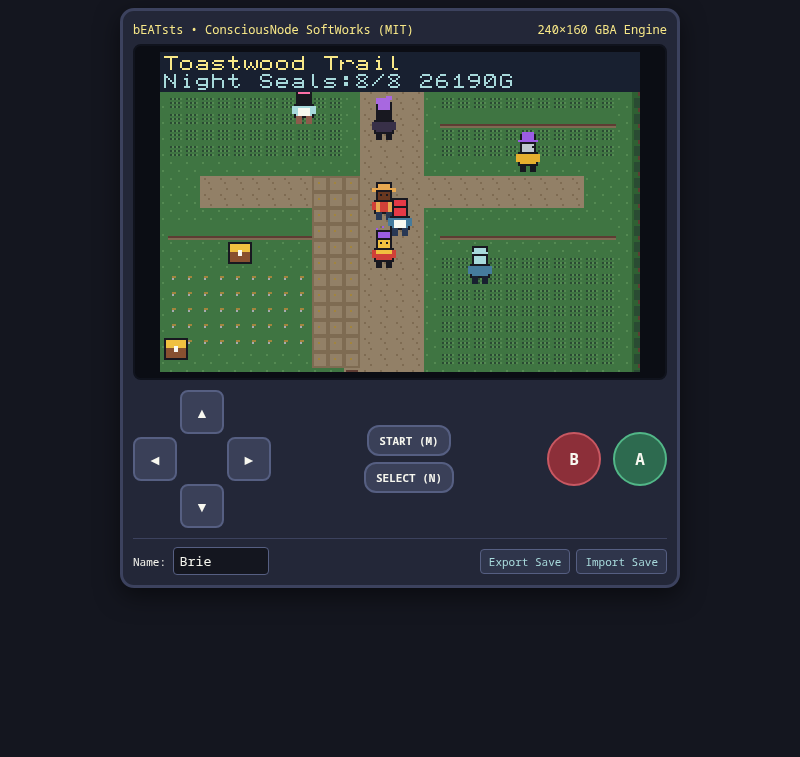 bEATsts • ConsciousNode SoftWorks (MIT)
240×160 GBA Engine
Toastwood Trail
Night Seals:8/8 26190G
▲
◄ ►
▼
START (M)
SELECT (N)
B A
Name: Brie
Export Save Import Save